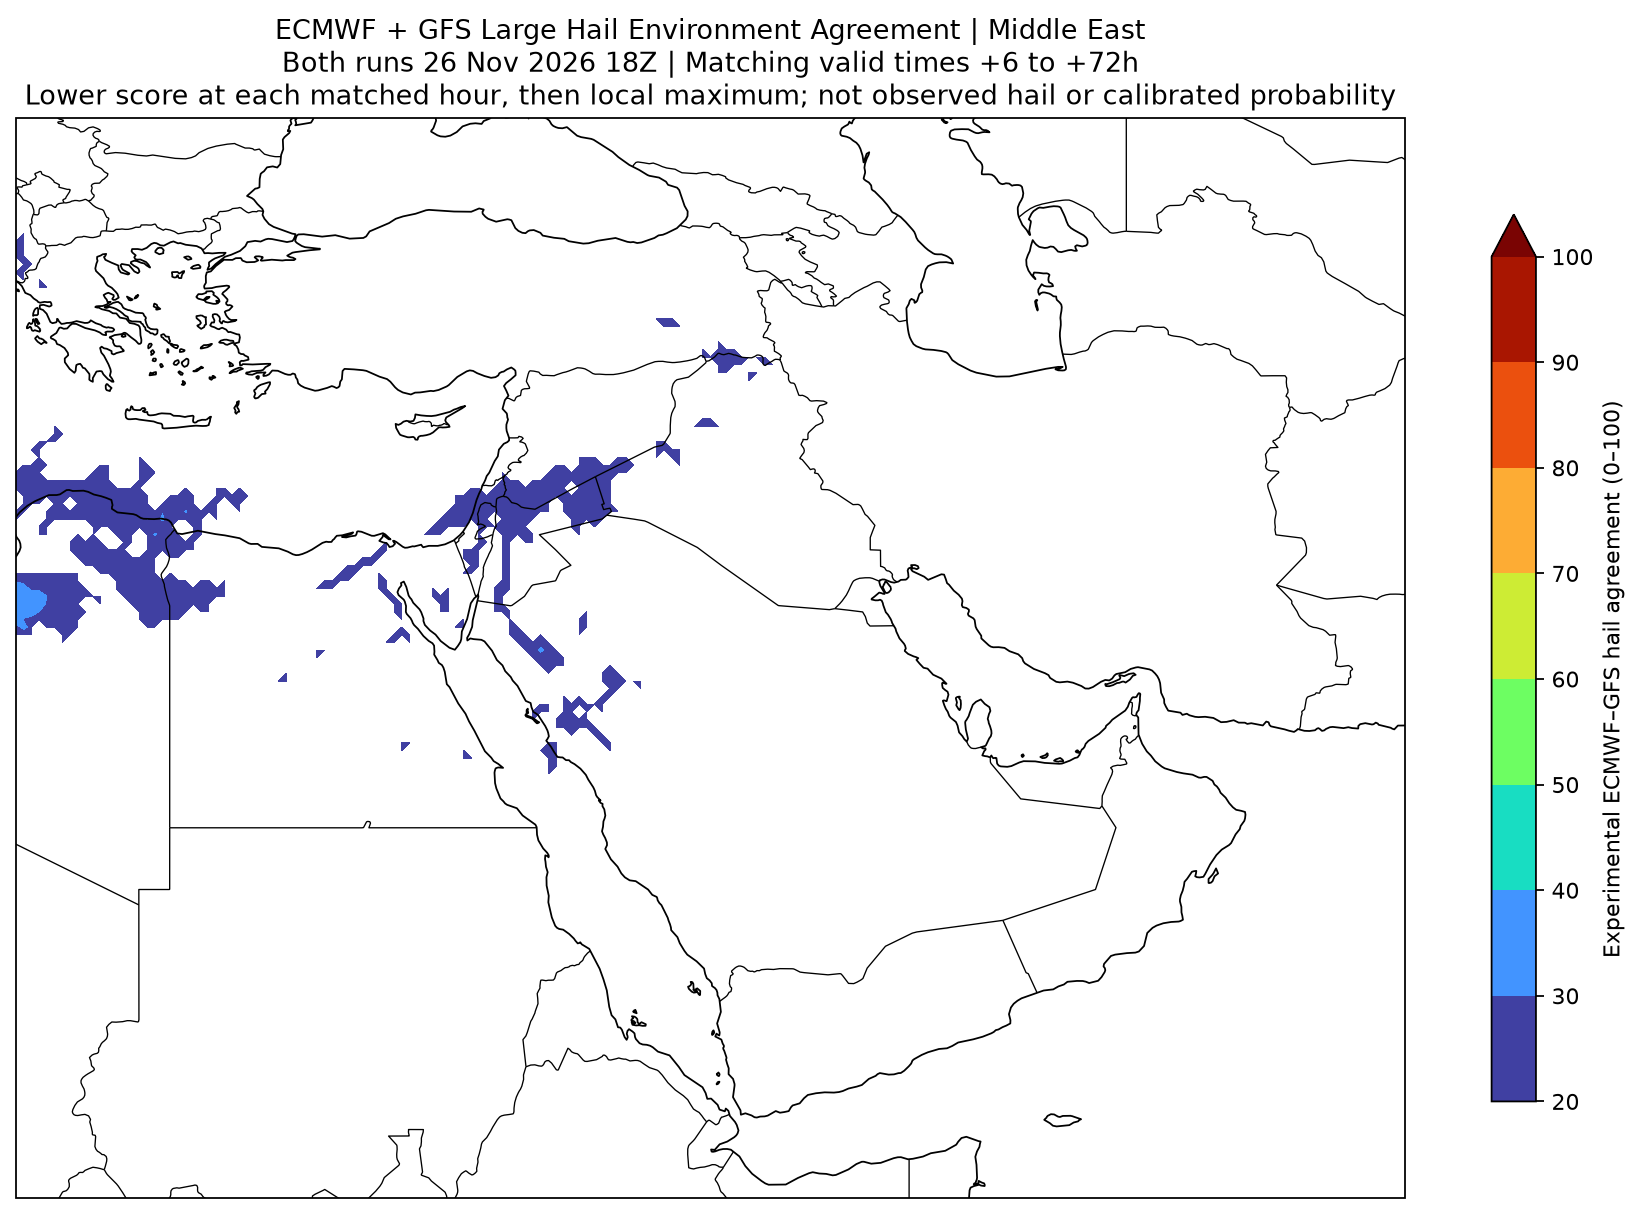 ECMWF + GFS Large Hail Environment Agreement | Middle East
Both runs 26 Nov 2026 18Z | Matching valid times +6 to +72h
Lower score at each matched hour, then local maximum; not observed hail or calibrated probability
100
90
80
70
60
50
40
30
20
Experimental ECMWF–GFS hail agreement (0–100)